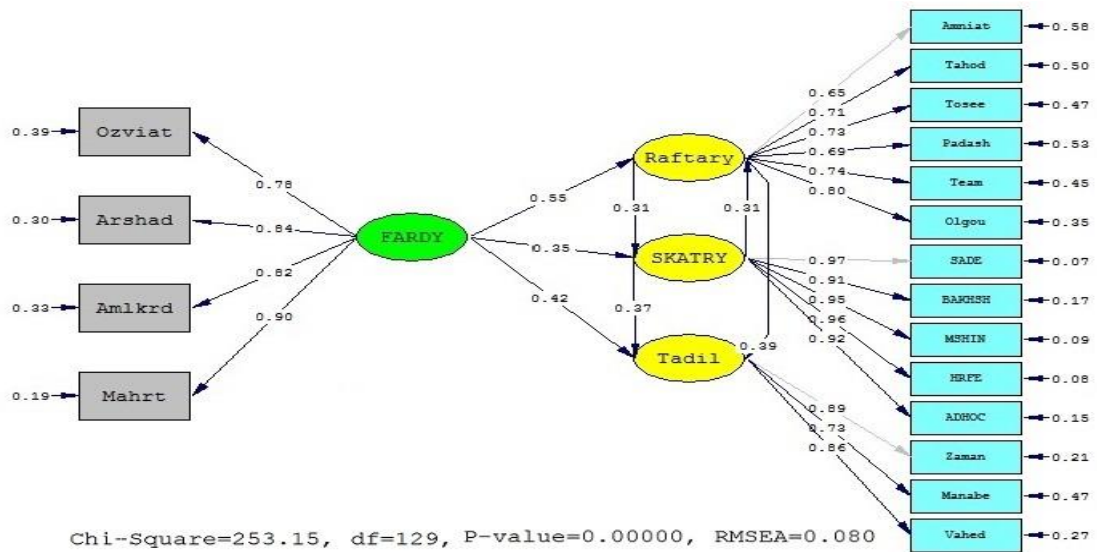 Amniat
0.58
Tahod
0.50
Tosee
0.47
Padash
0.53
Team
0.45
Olgou
0.35
SADE
0.07
BAKHSH
0.17
MSHIN
0.09
HRFE
0.08
ADHOC
0.15
Zaman
0.21
Manabe
0.47
Vahed
0.27
0.39
Ozviat
0.30
Arshad
0.33
Amlkrd
0.19
Mahrt
0.78
0.84
0.82
0.90
FARDY
0.55
0.35
0.42
Raftary
SKATRY
Tadil
0.31
0.31
0.37
0.39
0.65
0.71
0.73
0.69
0.74
0.80
0.97
0.91
0.95
0.96
0.92
0.89
0.73
0.86
Chi-Square=253.15, df=129, P-value=0.00000, RMSEA=0.080